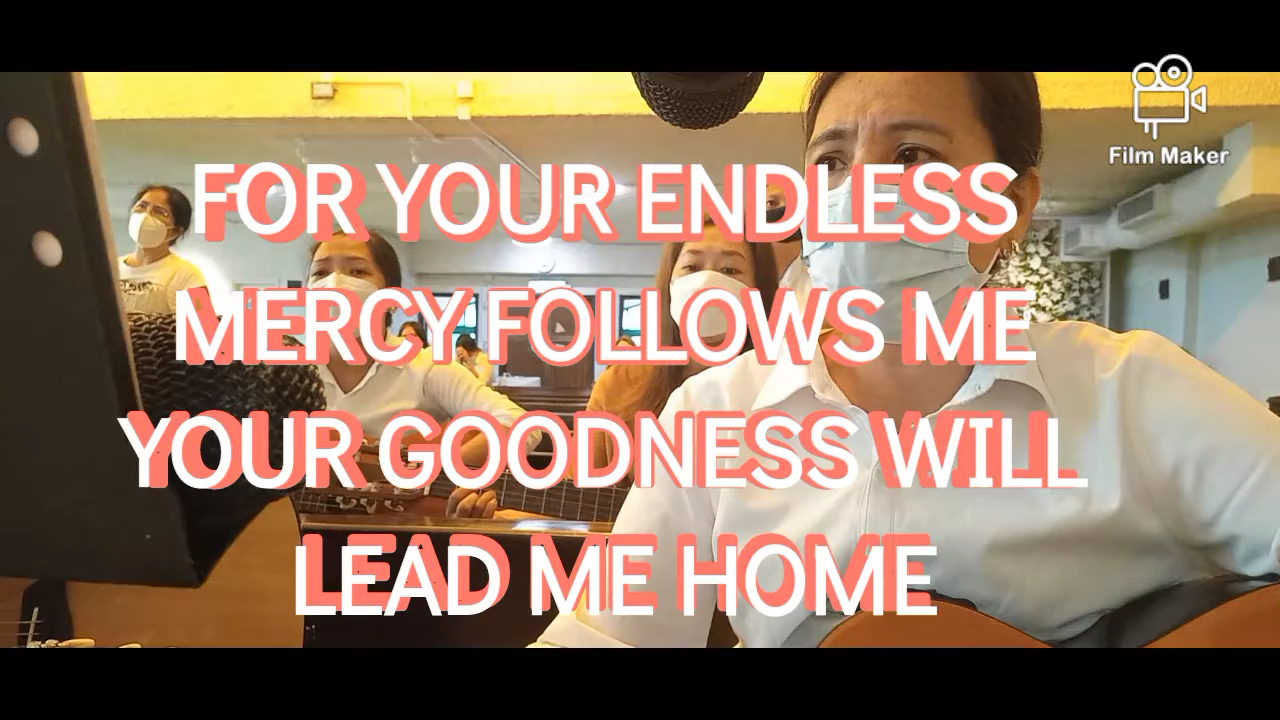 Film Maker
FOR YOUR ENDLESS
MERCY FOLLOWS ME
YOUR GOODNESS WILL
LEAD ME HOME